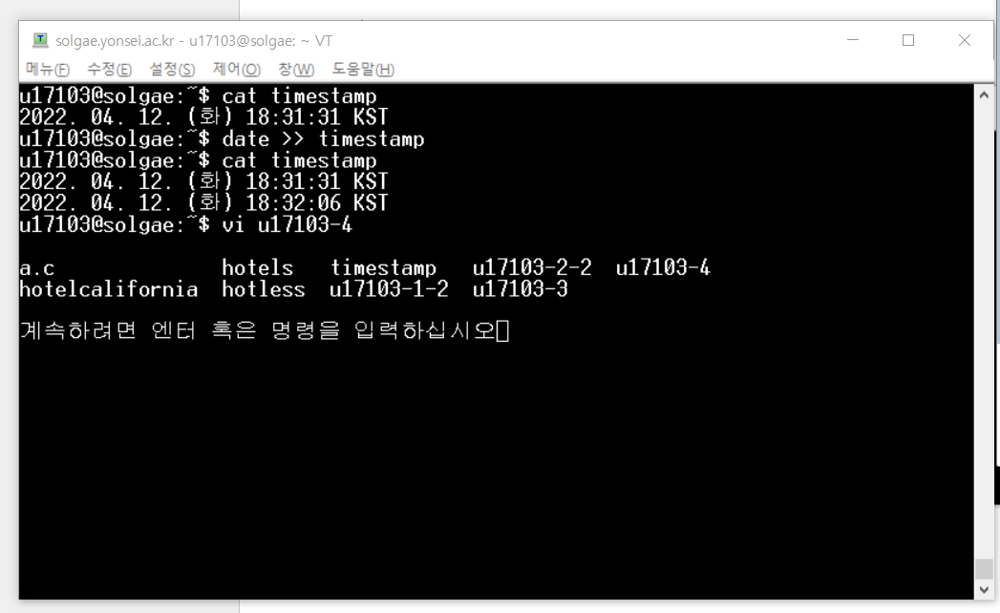 solgae.yonsei.ac.kr - u17103@solgae: ~ VT
메뉴(F) 수정(E) 설정(S) 제어(O) 창(W) 도움말(H)
u17103@solgae:~$ cat timestamp
2022. 04. 12. (화) 18:31:31 KST
u17103@solgae:~$ date >> timestamp
u17103@solgae:~$ cat timestamp
2022. 04. 12. (화) 18:31:31 KST
2022. 04. 12. (화) 18:32:06 KST
u17103@solgae:~$ vi u17103-4
a.c hotels timestamp u17103-2-2 u17103-4
hotelcalifornia hotless u17103-1-2 u17103-3
계속하려면 엔터 혹은 명령을 입력하십시오